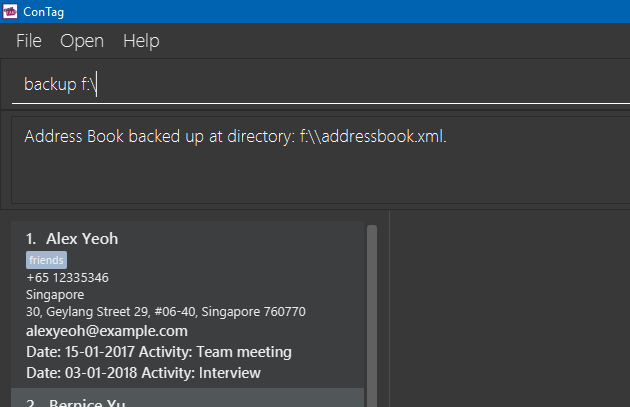 ConTag
File Open Help
backup f:\
Address Book backed up at directory: f:\\addressbook.xml.
1. Alex Yeoh
friends
+65 12335346
Singapore
30, Geylang Street 29, #06-40, Singapore 760770
alexyeoh@example.com
Date: 15-01-2017 Activity: Team meeting
Date: 03-01-2018 Activity: Interview
2. Bernice Yu